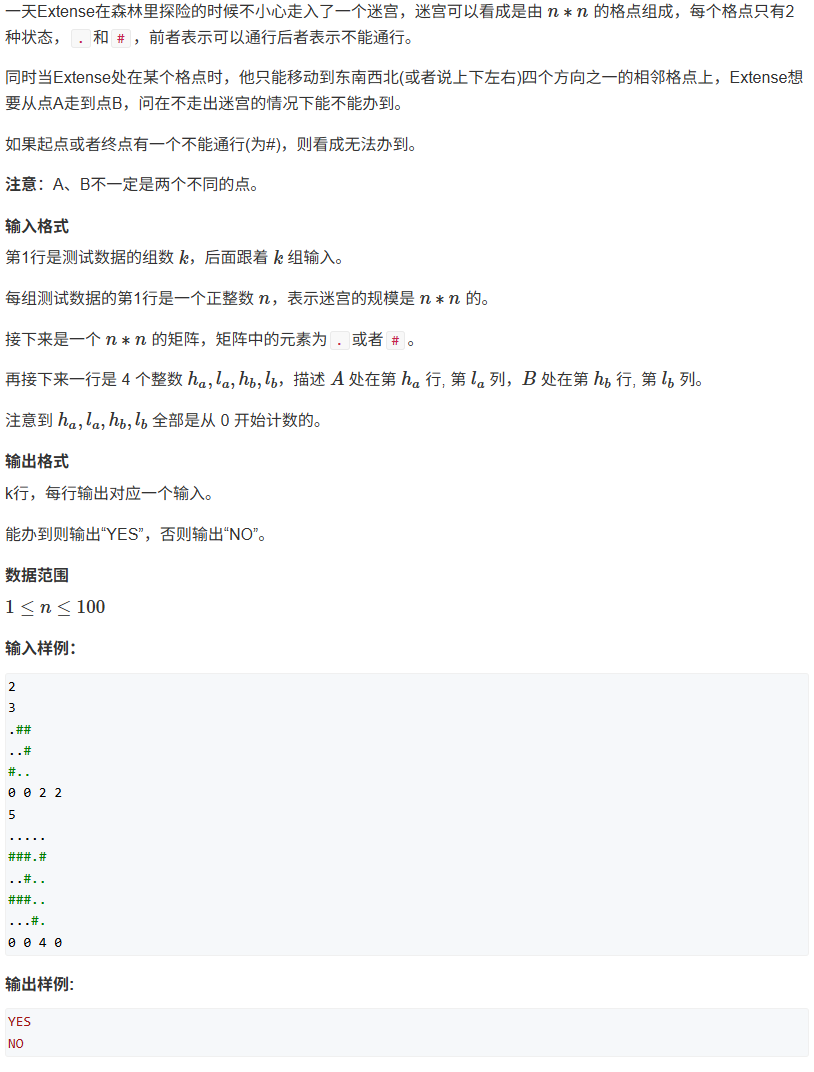 一天Extense在森林里探险的时候不小心走入了一个迷宫，迷宫可以看成是由 n * n 的格点组成，每个格点只有2
种状态， . 和 # ，前者表示可以通行后者表示不能通行。
同时当Extense处在某个格点时，他只能移动到东南西北(或者说上下左右)四个方向之一的相邻格点上，Extense想
要从点A走到点B，问在不走出迷宫的情况下能不能办到。
如果起点或者终点有一个不能通行(为#)，则看成无法办到。
注意：A、B不一定是两个不同的点。
输入格式
第1行是测试数据的组数 k，后面跟着 k 组输入。
每组测试数据的第1行是一个正整数 n，表示迷宫的规模是 n * n 的。
接下来是一个 n * n 的矩阵，矩阵中的元素为 . 或者 # 。
再接下来一行是 4 个整数 h_a, l_a, h_b, l_b，描述 A 处在第 h_a 行, 第 l_a 列，B 处在第 h_b 行, 第 l_b 列。
注意到 h_a, l_a, h_b, l_b 全部是从 0 开始计数的。
输出格式
k行，每行输出对应一个输入。
能办到则输出“YES”，否则输出“NO”。
数据范围
1 ≤ n ≤ 100
输入样例：
2
3
.##
..#
#..
0 0 2 2
5
.....
###.#
..#..
###..
...#.
0 0 4 0
输出样例:
YES
NO